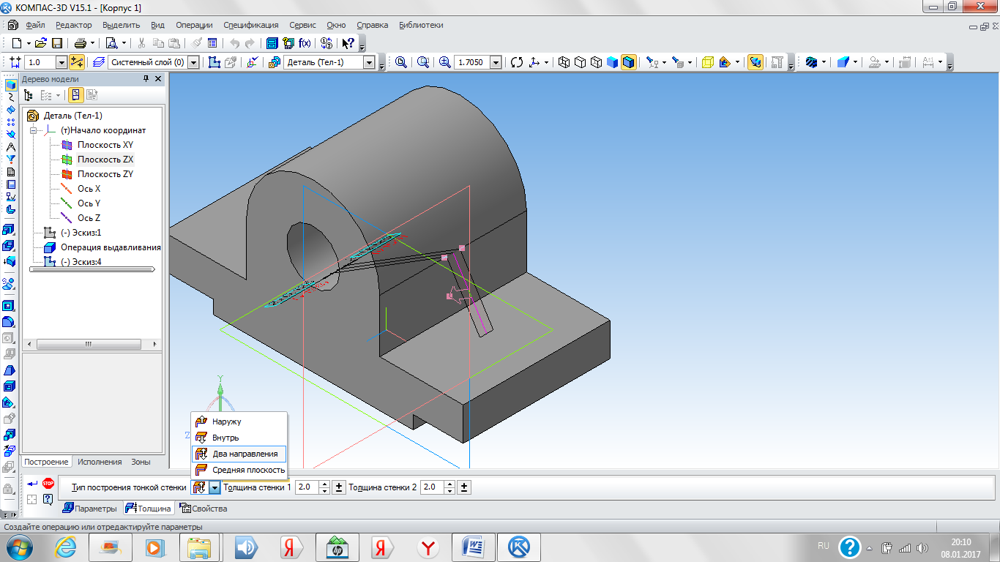 КОМПАС-3D V15.1 - [Корпус 1]
Файл Редактор Выделить Вид Операции Спецификация Сервис Окно Справка Библиотеки
f(x)
1.0 Системный слой (0) Деталь (Тел-1) 1.7050
Дерево модели
Деталь (Тел-1)
(т)Начало координат
Плоскость XY
Плоскость ZX
Плоскость ZY
Ось X
Ось Y
Ось Z
(-) Эскиз:1
Операция выдавливания
(-) Эскиз:4
Y
Z
Наружу
Внутрь
Два направления
Средняя плоскость
Построение Исполнения Зоны
STOP Тип построения тонкой стенки Толщина стенки 1 2.0 Толщина стенки 2 2.0
Параметры Толщина Свойства
Создайте операцию или отредактируйте параметры
RU
20:10
08.01.2017